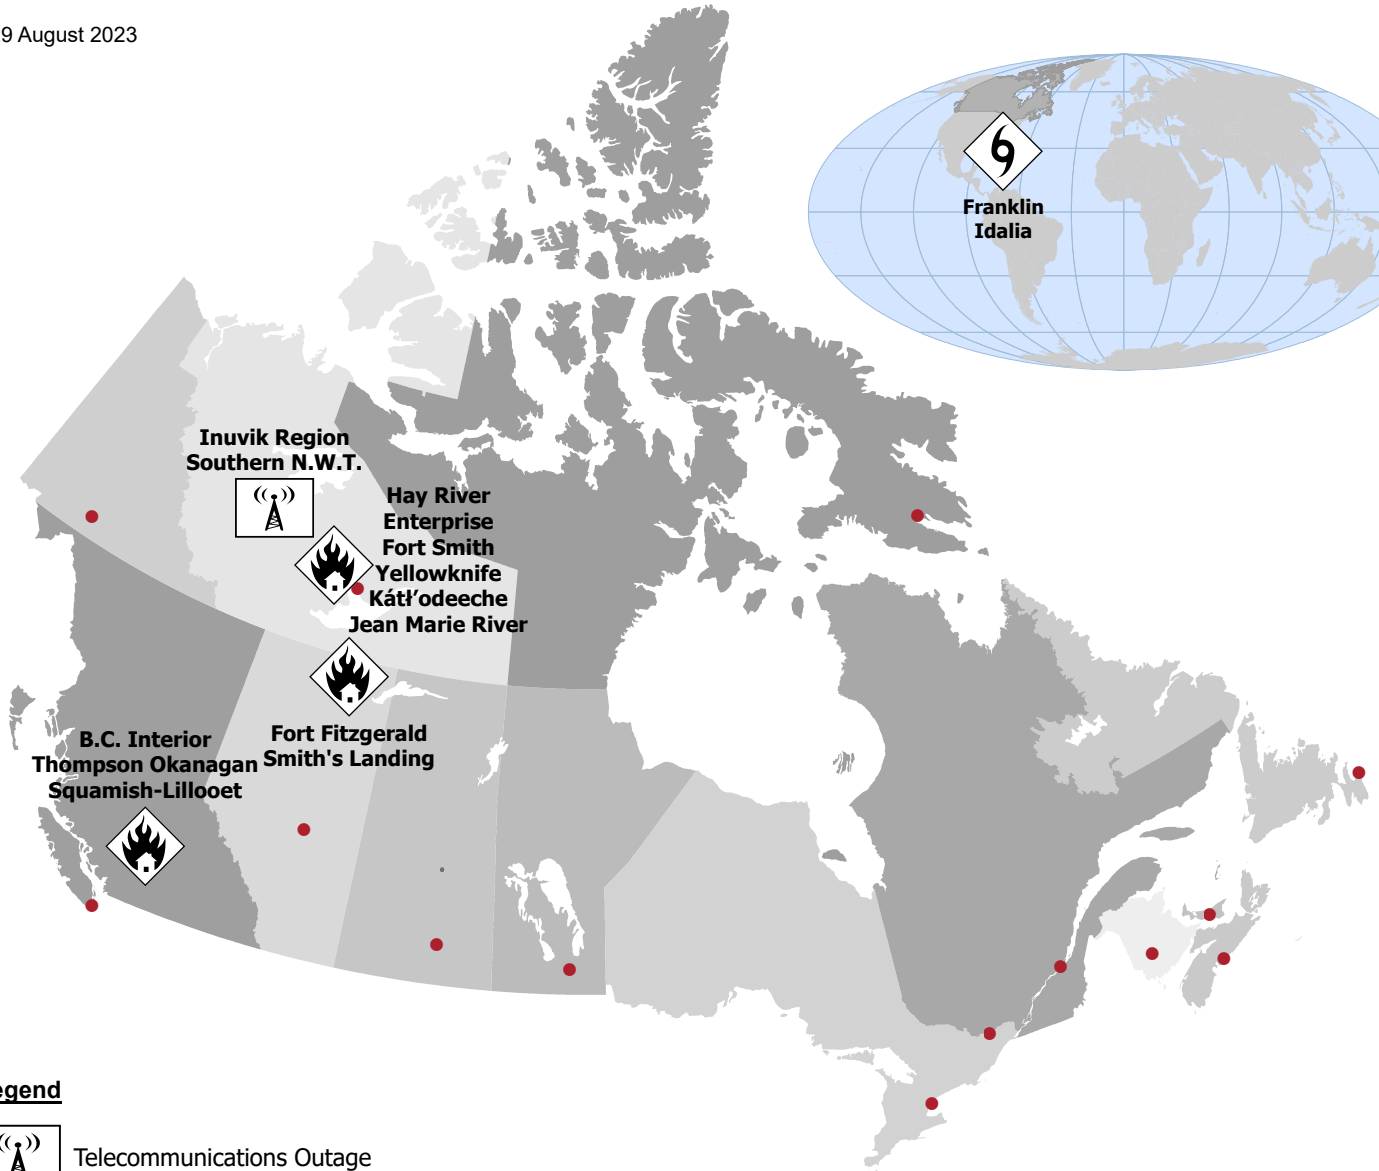 9 August 2023
Franklin
Idalia
Inuvik Region
Southern N.W.T.
Hay River
Enterprise
Fort Smith
Yellowknife
Kátł’odeeche
Jean Marie River
Fort Fitzgerald
Smith's Landing
B.C. Interior
Thompson Okanagan
Squamish-Lillooet
egend
Telecommunications Outage